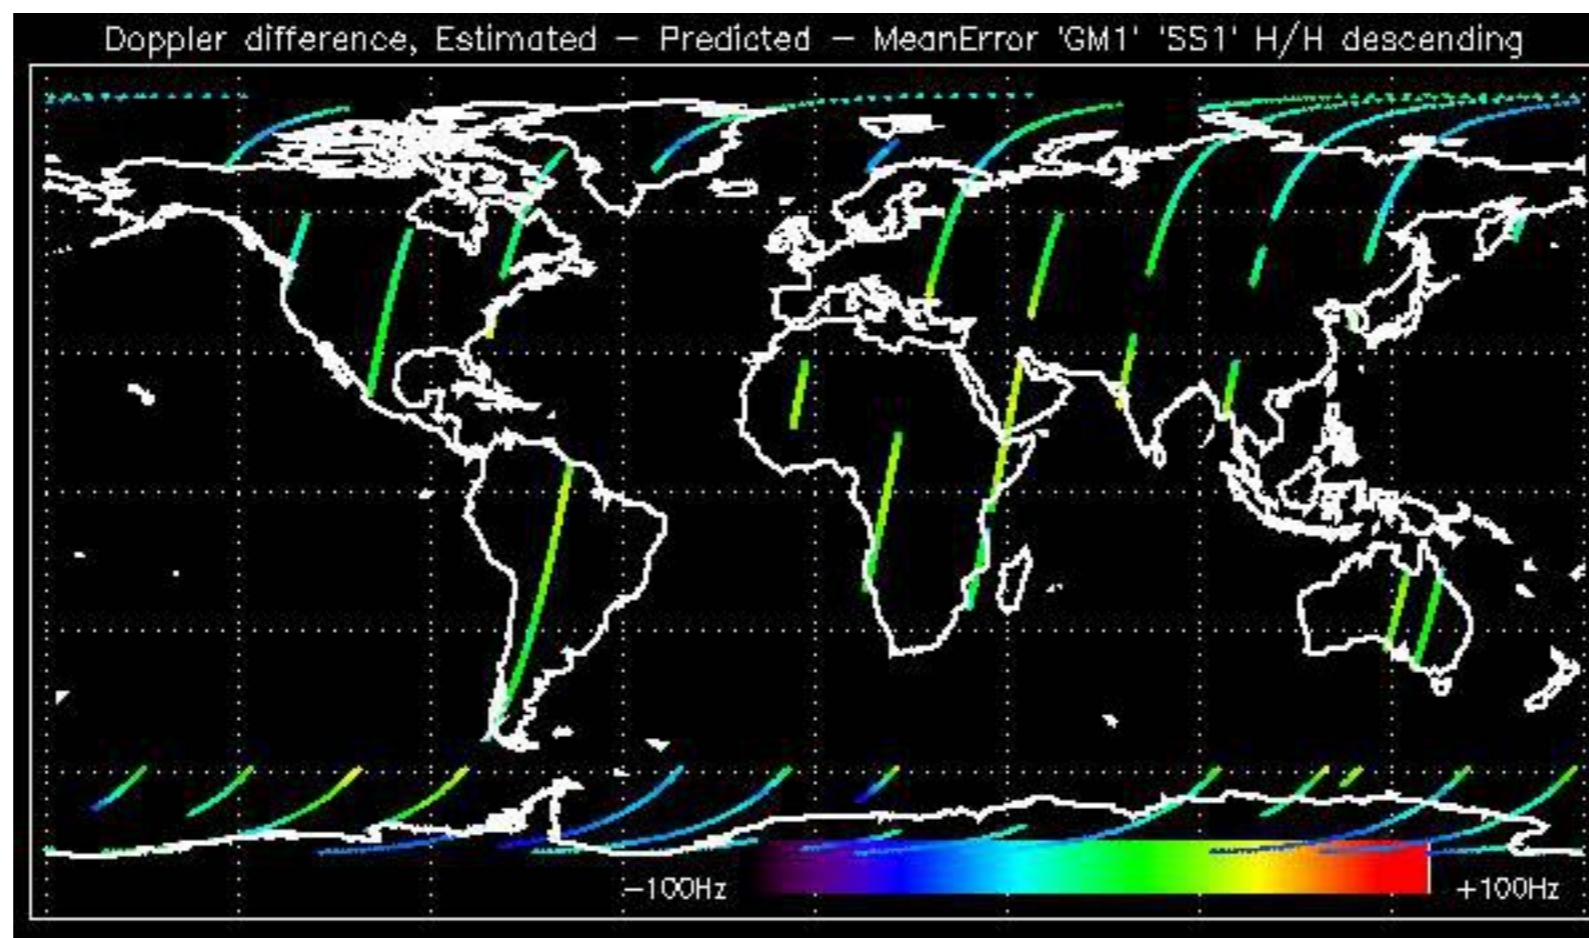 Doppler difference, Estimated - Predicted - MeanError 'GM1' 'SS1' H/H descending
-100Hz
+100Hz